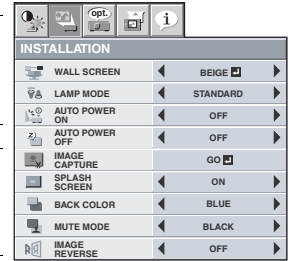 opt.
i
INSTALLATION
WALL SCREEN BEIGE
LAMP MODE STANDARD
AUTO POWER
ON OFF
AUTO POWER
OFF OFF
IMAGE
CAPTURE GO
SPLASH
SCREEN ON
BACK COLOR BLUE
MUTE MODE BLACK
IMAGE
REVERSE OFF